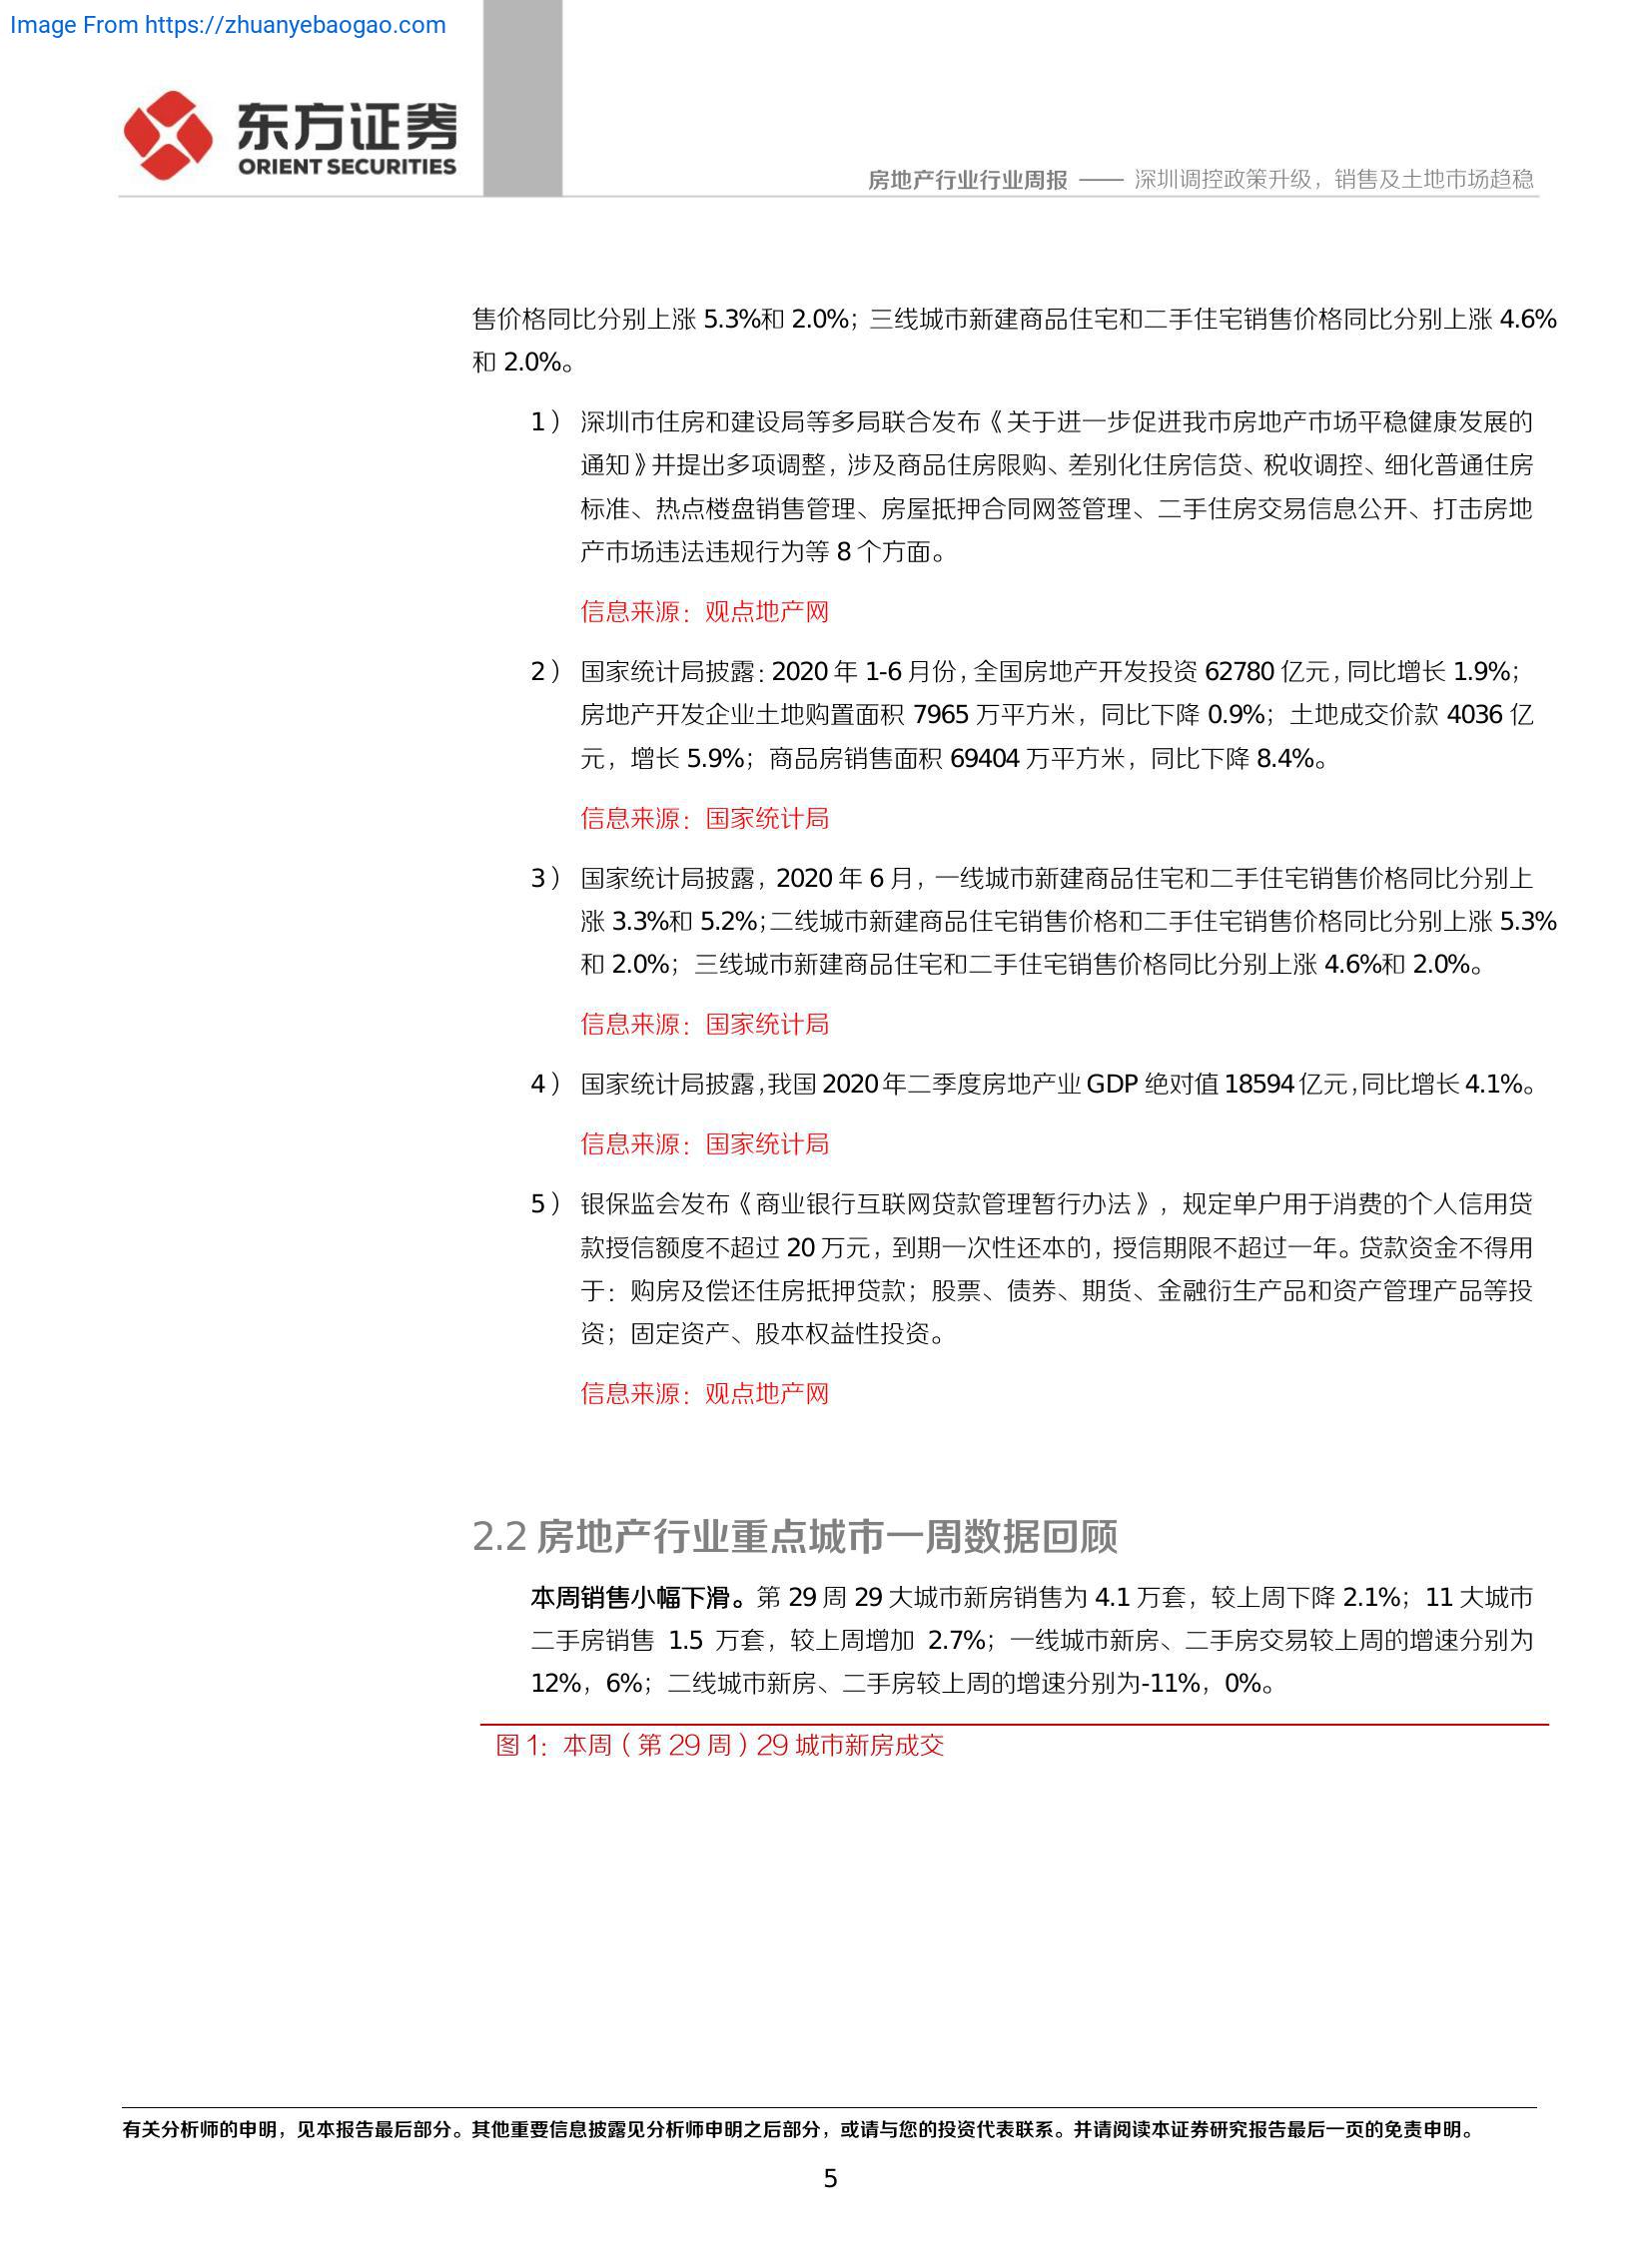 Image From https://zhuanyebaogao.com
东方证券
ORIENT SECURITIES
房地产行业行业周报 —— 深圳调控政策升级，销售及土地市场趋稳
售价格同比分别上涨 5.3%和 2.0%；三线城市新建商品住宅和二手住宅销售价格同比分别上涨 4.6%
和 2.0%。
1） 深圳市住房和建设局等多局联合发布《关于进一步促进我市房地产市场平稳健康发展的
通知》并提出多项调整，涉及商品住房限购、差别化住房信贷、税收调控、细化普通住房
标准、热点楼盘销售管理、房屋抵押合同网签管理、二手住房交易信息公开、打击房地
产市场违法违规行为等 8 个方面。
信息来源：观点地产网
2） 国家统计局披露：2020 年 1-6 月份，全国房地产开发投资 62780 亿元，同比增长 1.9%；
房地产开发企业土地购置面积 7965 万平方米，同比下降 0.9%；土地成交价款 4036 亿
元，增长 5.9%；商品房销售面积 69404 万平方米，同比下降 8.4%。
信息来源：国家统计局
3） 国家统计局披露，2020 年 6 月，一线城市新建商品住宅和二手住宅销售价格同比分别上
涨 3.3%和 5.2%；二线城市新建商品住宅销售价格和二手住宅销售价格同比分别上涨 5.3%
和 2.0%；三线城市新建商品住宅和二手住宅销售价格同比分别上涨 4.6%和 2.0%。
信息来源：国家统计局
4） 国家统计局披露，我国 2020 年二季度房地产业 GDP 绝对值 18594 亿元，同比增长 4.1%。
信息来源：国家统计局
5） 银保监会发布《商业银行互联网贷款管理暂行办法》，规定单户用于消费的个人信用贷
款授信额度不超过 20 万元，到期一次性还本的，授信期限不超过一年。贷款资金不得用
于：购房及偿还住房抵押贷款；股票、债券、期货、金融衍生产品和资产管理产品等投
资；固定资产、股本权益性投资。
信息来源：观点地产网
2.2 房地产行业重点城市一周数据回顾
本周销售小幅下滑。第 29 周 29 大城市新房销售为 4.1 万套，较上周下降 2.1%；11 大城市
二手房销售 1.5 万套，较上周增加 2.7%；一线城市新房、二手房交易较上周的增速分别为
12%，6%；二线城市新房、二手房较上周的增速分别为-11%，0%。
图 1：本周（第 29 周）29 城市新房成交
有关分析师的申明，见本报告最后部分。其他重要信息披露见分析师申明之后部分，或请与您的投资代表联系。并请阅读本证券研究报告最后一页的免责申明。
5